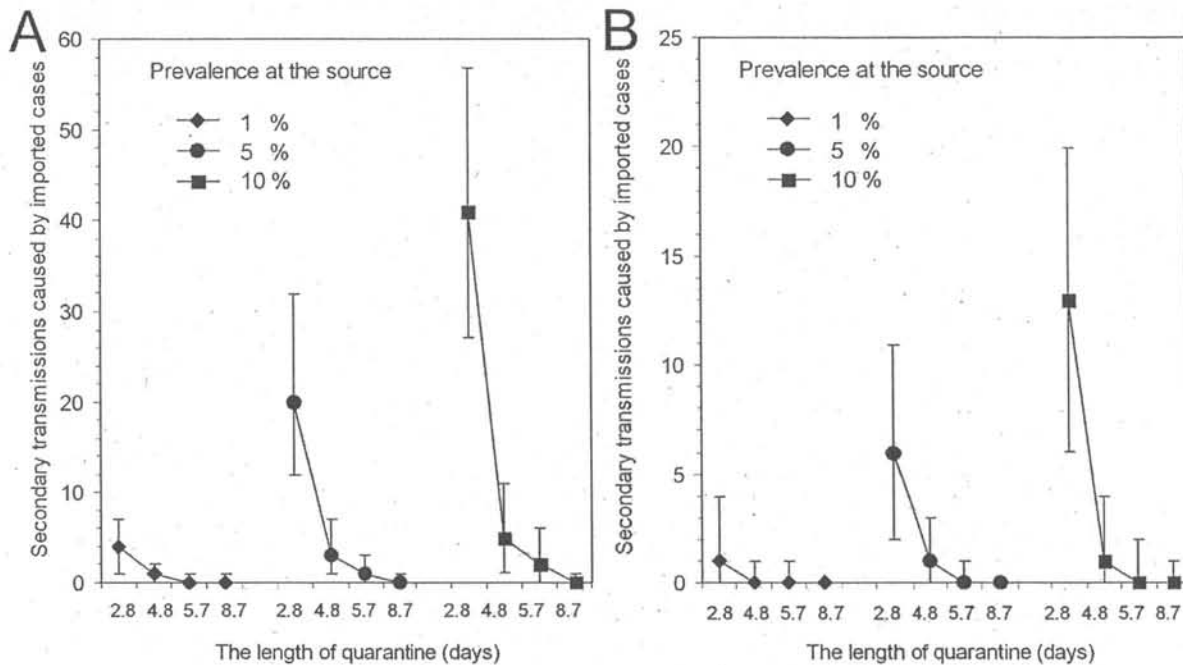 A
60
50
40
30
20
10
0
Secondary transmissions caused by imported cases
Prevalence at the source
1 %
5 %
10 %
2.8 4.8 5.7 8.7 2.8 4.8 5.7 8.7 2.8 4.8 5.7 8.7
The length of quarantine (days)
B
25
20
15
10
5
0
Secondary transmissions caused by imported cases
Prevalence at the source
1 %
5 %
10 %
2.8 4.8 5.7 8.7 2.8 4.8 5.7 8.7 2.8 4.8 5.7 8.7
The length of quarantine (days)